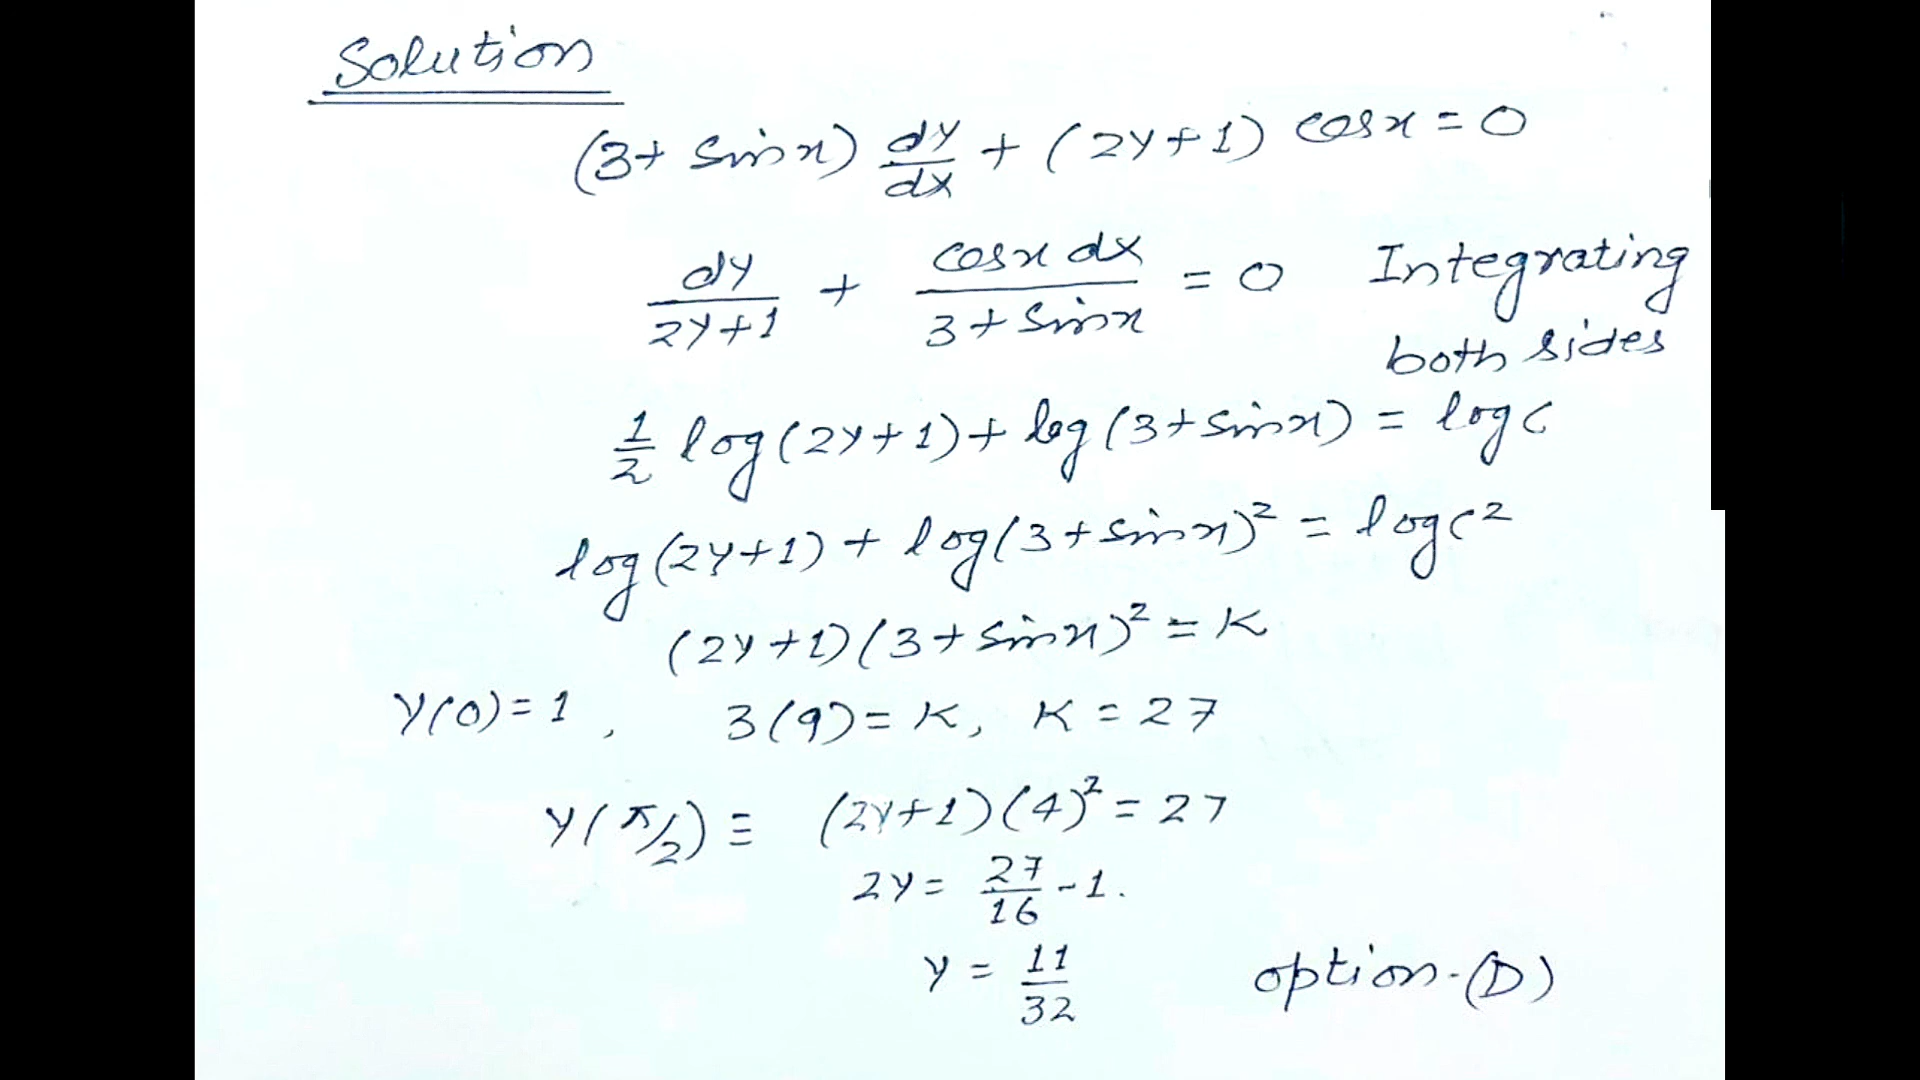 Solution
(3 + sin x) dy/dx + (2y + 1) cos x = 0
dy/(2y+1) + cos x dx/(3 + sin x) = 0 Integrating both sides
1/2 log(2y+1) + log(3 + sin x) = log c
log(2y+1) + log(3 + sin x)² = log c²
(2y+1)(3 + sin x)² = K
y(0) = 1, 3(9) = K, K = 27
y(π/2) ≡ (2y+1)(4)² = 27
2y = 27/16 - 1.
y = 11/32 option-(D)